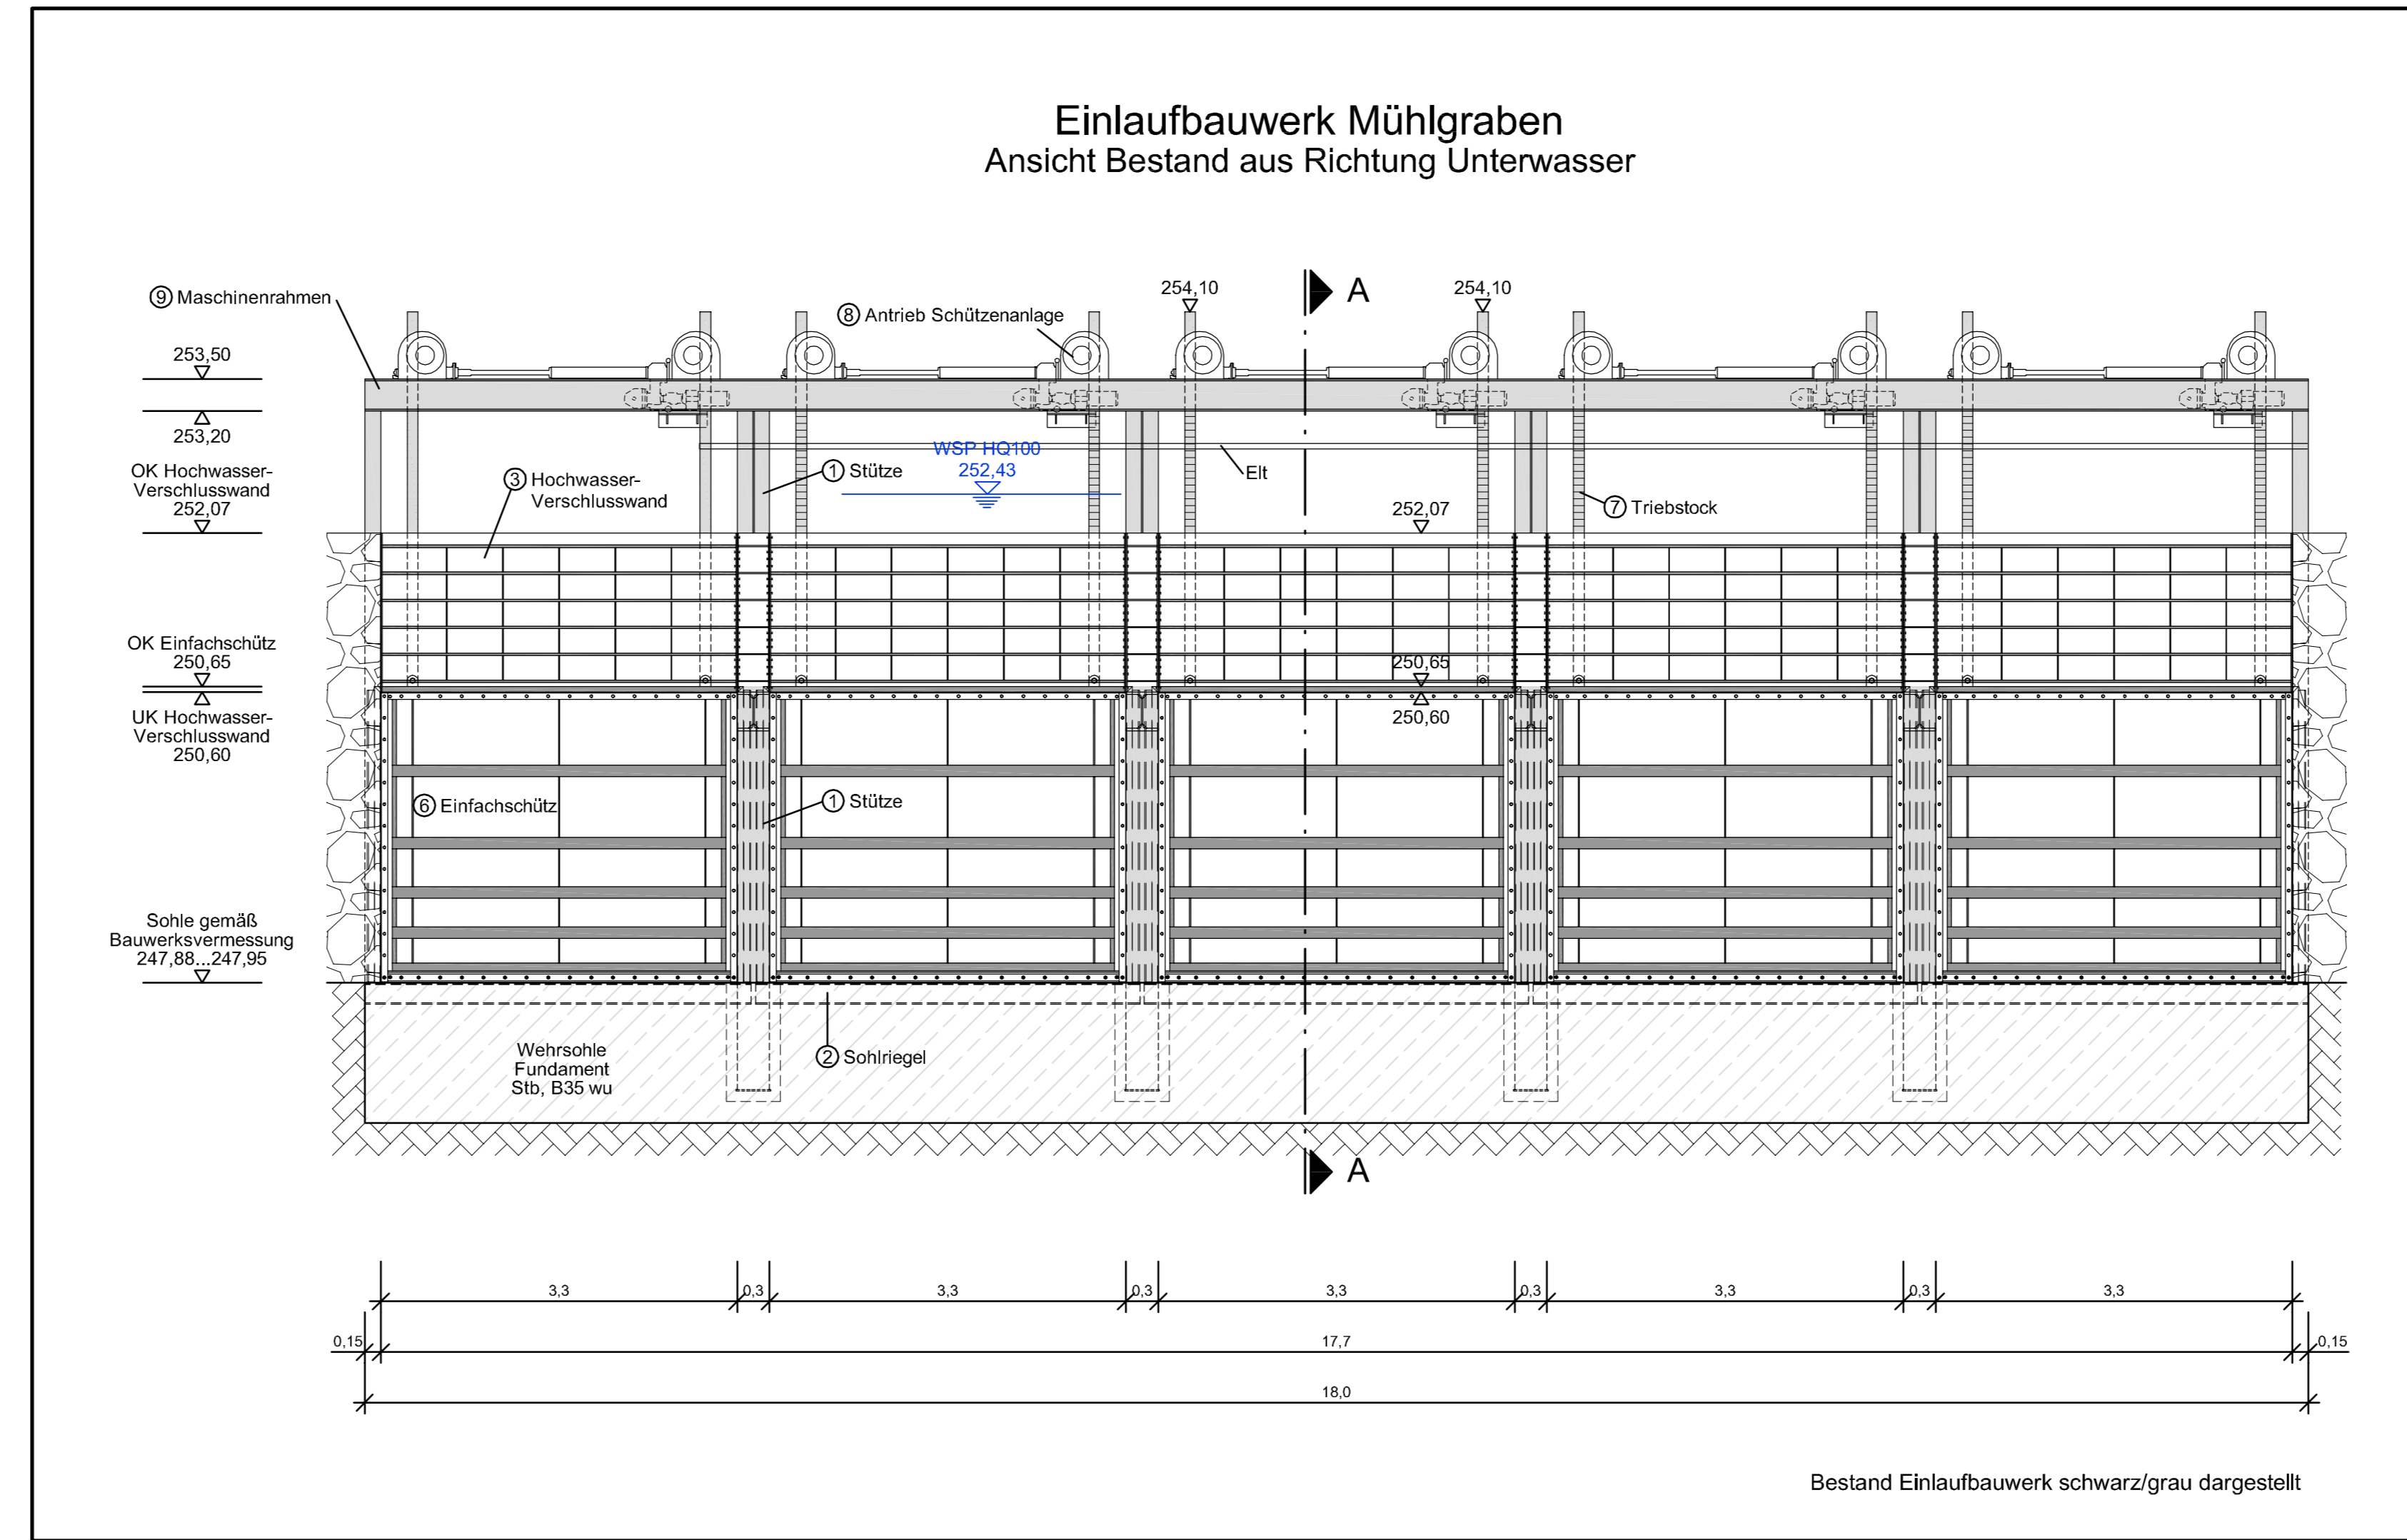 Einlaufbauwerk Mühlgraben
Ansicht Bestand aus Richtung Unterwasser
A
254,10
254,10
9 Maschinenrahmen
8 Antrieb Schützenanlage
253,50
253,20
WSP HQ100
252,43
1 Stütze
Elt
OK Hochwasser-
Verschlusswand
252,07
3 Hochwasser-
Verschlusswand
252,07
7 Triebstock
OK Einfachschütz
250,65
250,65
UK Hochwasser-
Verschlusswand
250,60
250,60
6 Einfachschütz
1 Stütze
Sohle gemäß
Bauwerksvermessung
247,88...247,95
Wehrsohle
Fundament
Stb, B35 wu
2 Sohlriegel
A
3,3
0,3
3,3
0,3
3,3
0,3
3,3
0,3
3,3
0,15
17,7
0,15
18,0
Bestand Einlaufbauwerk schwarz/grau dargestellt